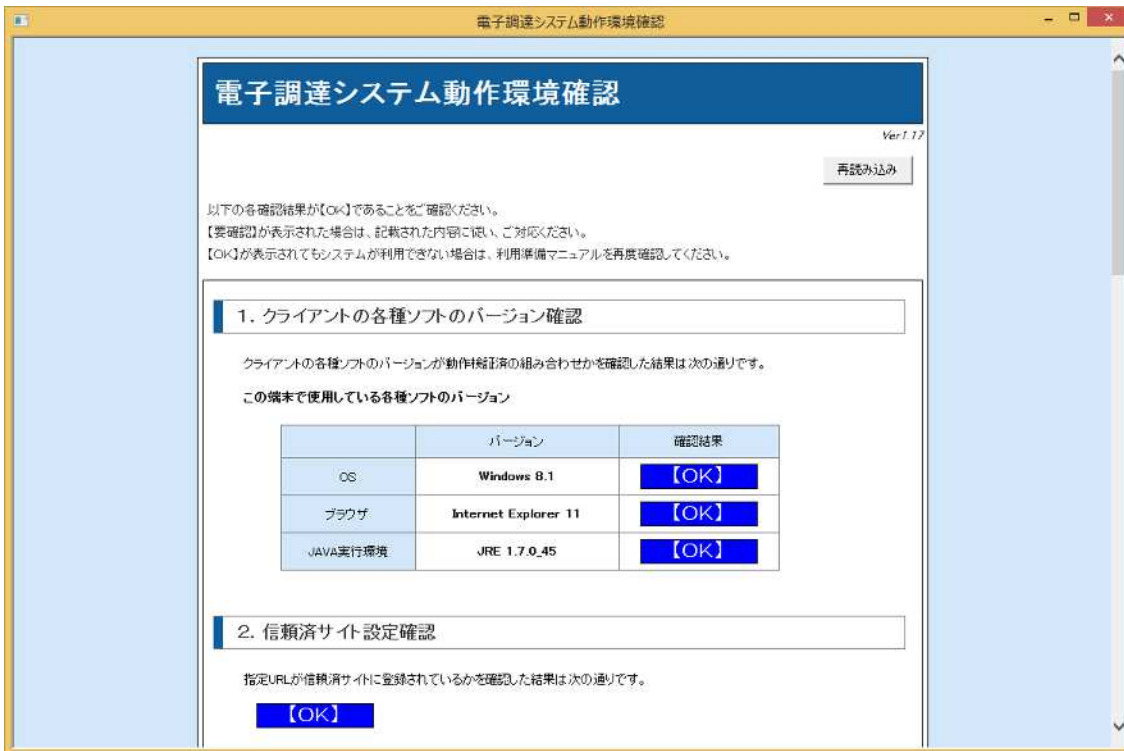 電子調達システム動作環境確認
電子調達システム動作環境確認
Ver1.17
再読み込み
以下の各確認結果が【OK】であることをご確認ください。
【要確認】が表示された場合は、記載された内容に従い、ご対応ください。
【OK】が表示されてもシステムが利用できない場合は、利用準備マニュアルを再度確認してください。
1. クライアントの各種ソフトのバージョン確認
クライアントの各種ソフトのバージョンが動作検証済の組み合わせかを確認した結果は次の通りです。
この端末で使用している各種ソフトのバージョン
バージョン 確認結果
OS Windows 8.1 【OK】
ブラウザ Internet Explorer 11 【OK】
JAVA実行環境 JRE 1.7.0_45 【OK】
2. 信頼済サイト設定確認
指定URLが信頼済サイトに登録されているかを確認した結果は次の通りです。
【OK】